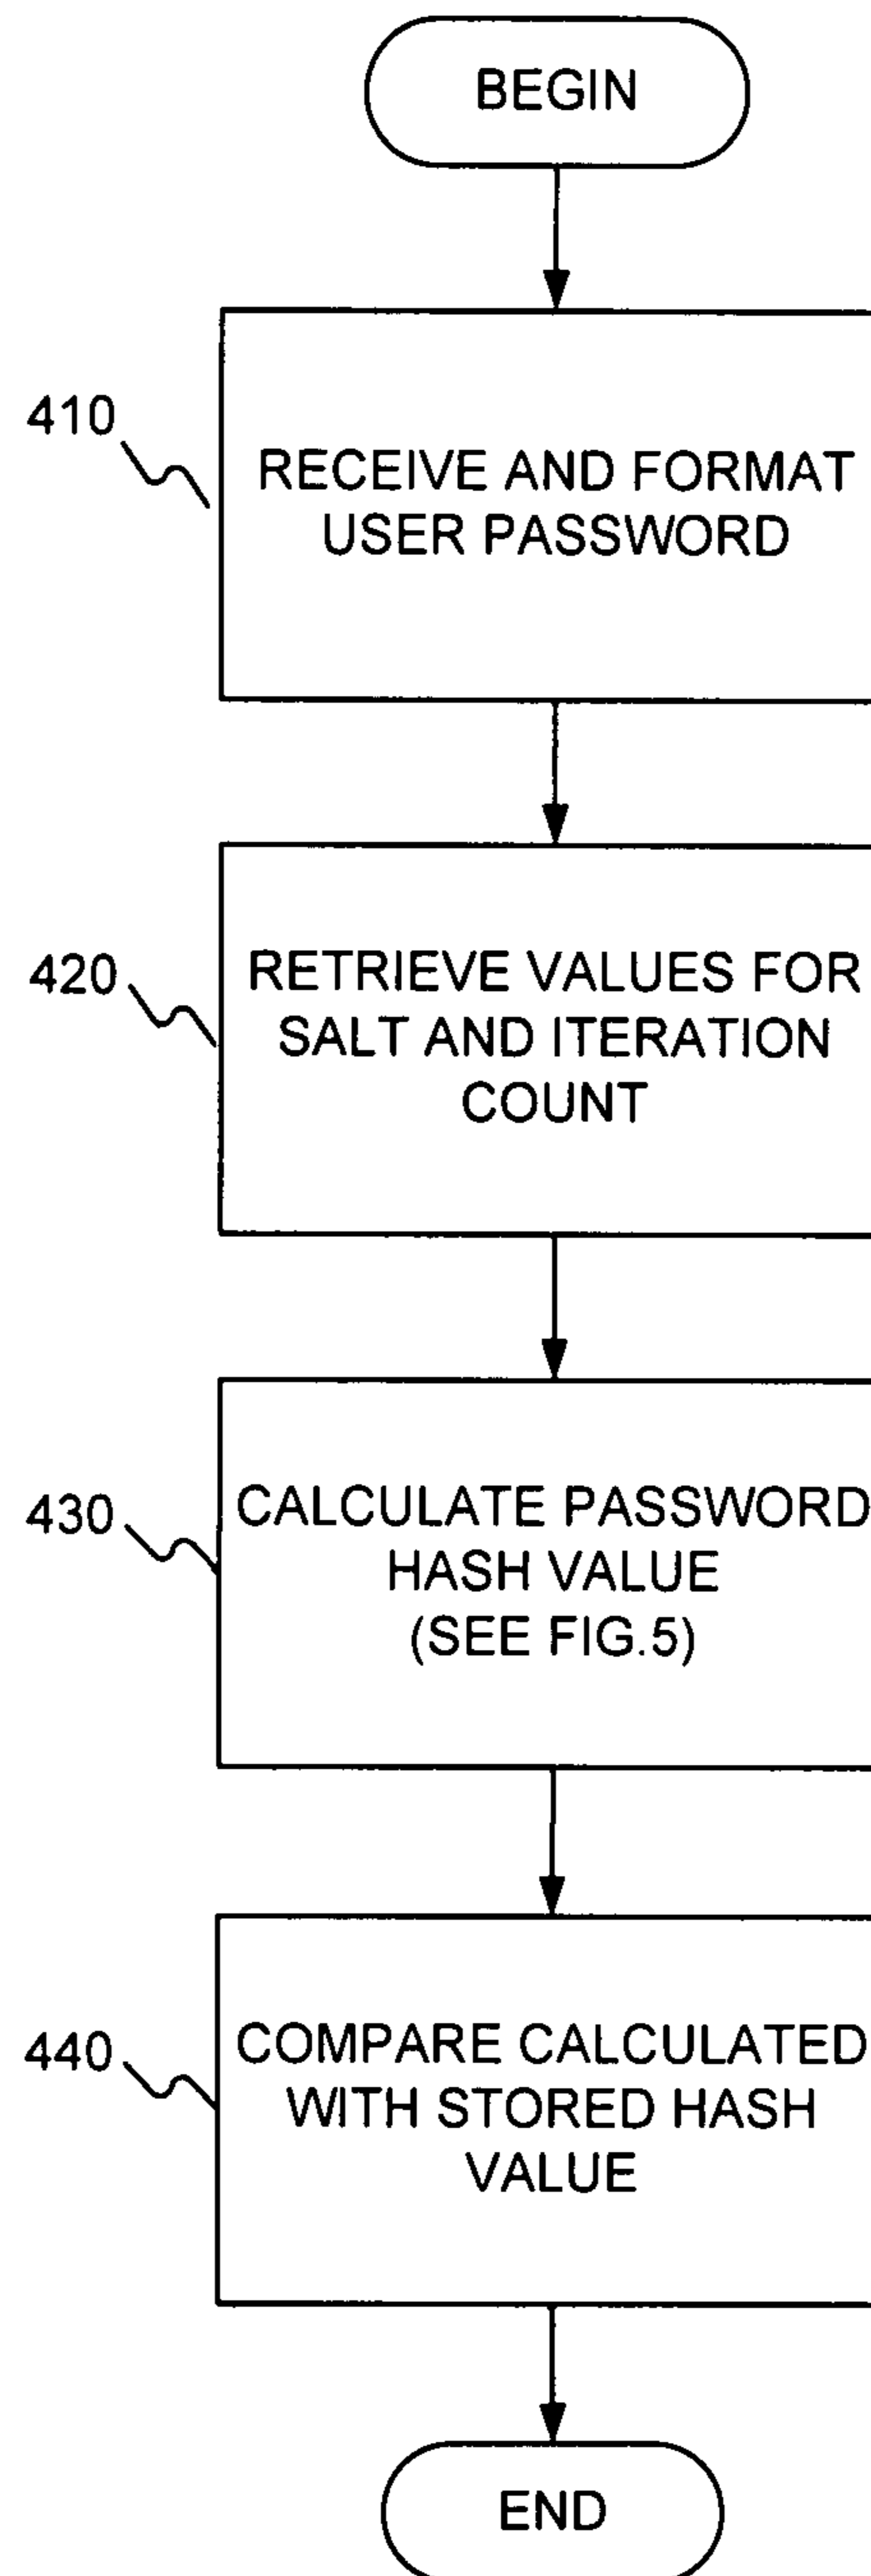 BEGIN
410
RECEIVE AND FORMAT
USER PASSWORD
420
RETRIEVE VALUES FOR
SALT AND ITERATION
COUNT
430
CALCULATE PASSWORD
HASH VALUE
(SEE FIG.5)
440
COMPARE CALCULATED
WITH STORED HASH
VALUE
END